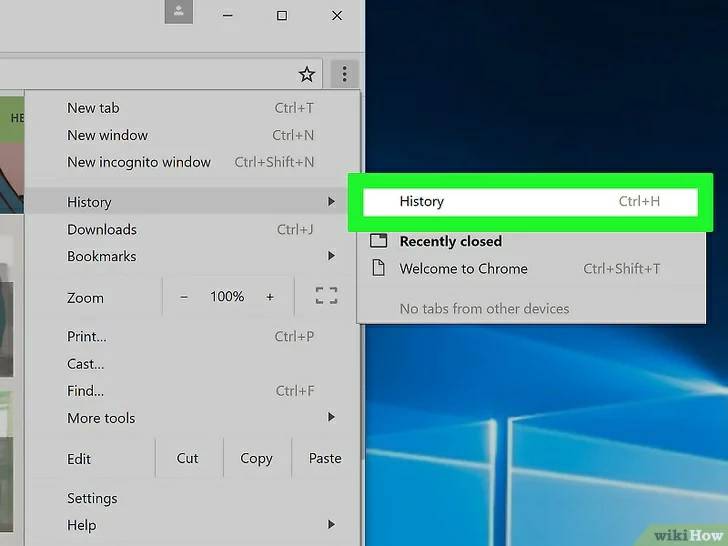 HE
New tab Ctrl+T
New window Ctrl+N
New incognito window Ctrl+Shift+N
History
Downloads Ctrl+J
Bookmarks
Zoom − 100% +
Print... Ctrl+P
Cast...
Find... Ctrl+F
More tools
Edit Cut Copy Paste
Settings
Help
History Ctrl+H
Recently closed
Welcome to Chrome Ctrl+Shift+T
No tabs from other devices
wikiHow